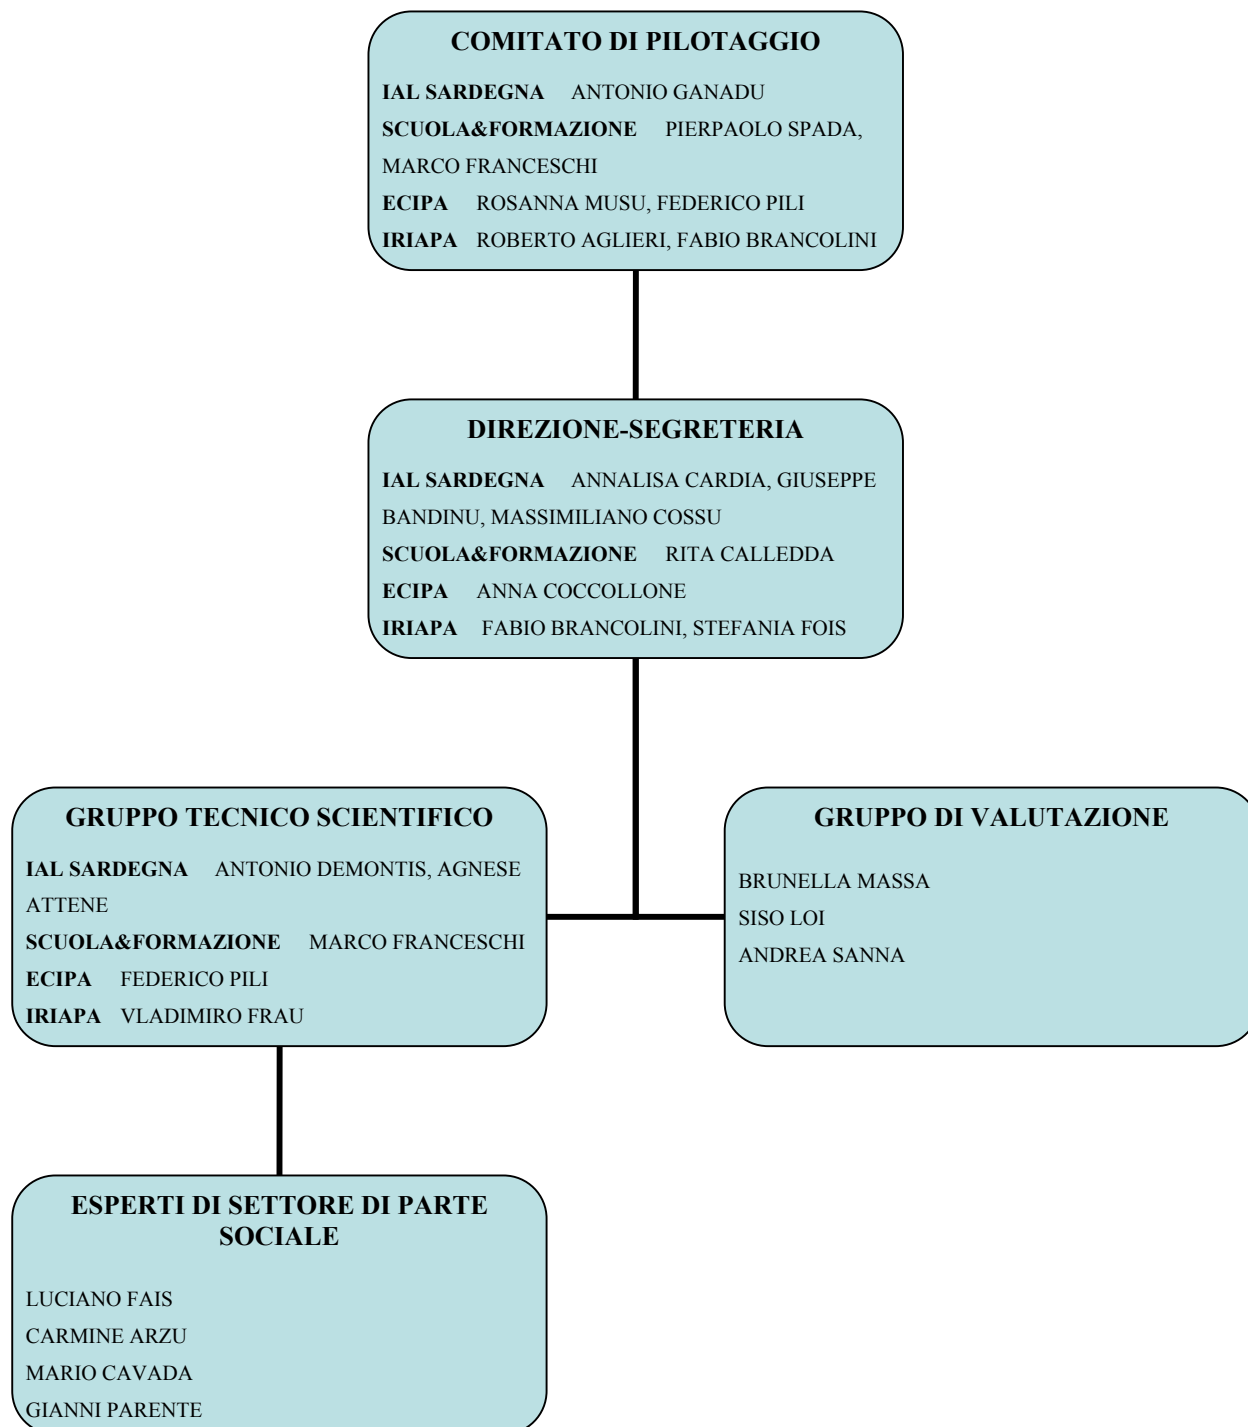 COMITATO DI PILOTAGGIO
IAL SARDEGNA ANTONIO GANADU
SCUOLA&FORMAZIONE PIERPAOLO SPADA,
MARCO FRANCESCHI
ECIPA ROSANNA MUSU, FEDERICO PILI
IRIAPA ROBERTO AGLIERI, FABIO BRANCOLINI
DIREZIONE-SEGRETERIA
IAL SARDEGNA ANNALISA CARDIA, GIUSEPPE
BANDINU, MASSIMILIANO COSSU
SCUOLA&FORMAZIONE RITA CALLEDDA
ECIPA ANNA COCCOLLONE
IRIAPA FABIO BRANCOLINI, STEFANIA FOIS
GRUPPO TECNICO SCIENTIFICO
IAL SARDEGNA ANTONIO DEMONTIS, AGNESE
ATTENE
SCUOLA&FORMAZIONE MARCO FRANCESCHI
ECIPA FEDERICO PILI
IRIAPA VLADIMIRO FRAU
GRUPPO DI VALUTAZIONE
BRUNELLA MASSA
SISO LOI
ANDREA SANNA
ESPERTI DI SETTORE DI PARTE
SOCIALE
LUCIANO FAIS
CARMINE ARZU
MARIO CAVADA
GIANNI PARENTE